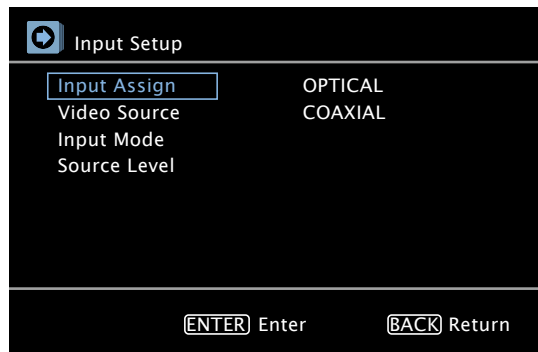 Input Setup
Input Assign OPTICAL
Video Source COAXIAL
Input Mode
Source Level
ENTER Enter BACK Return